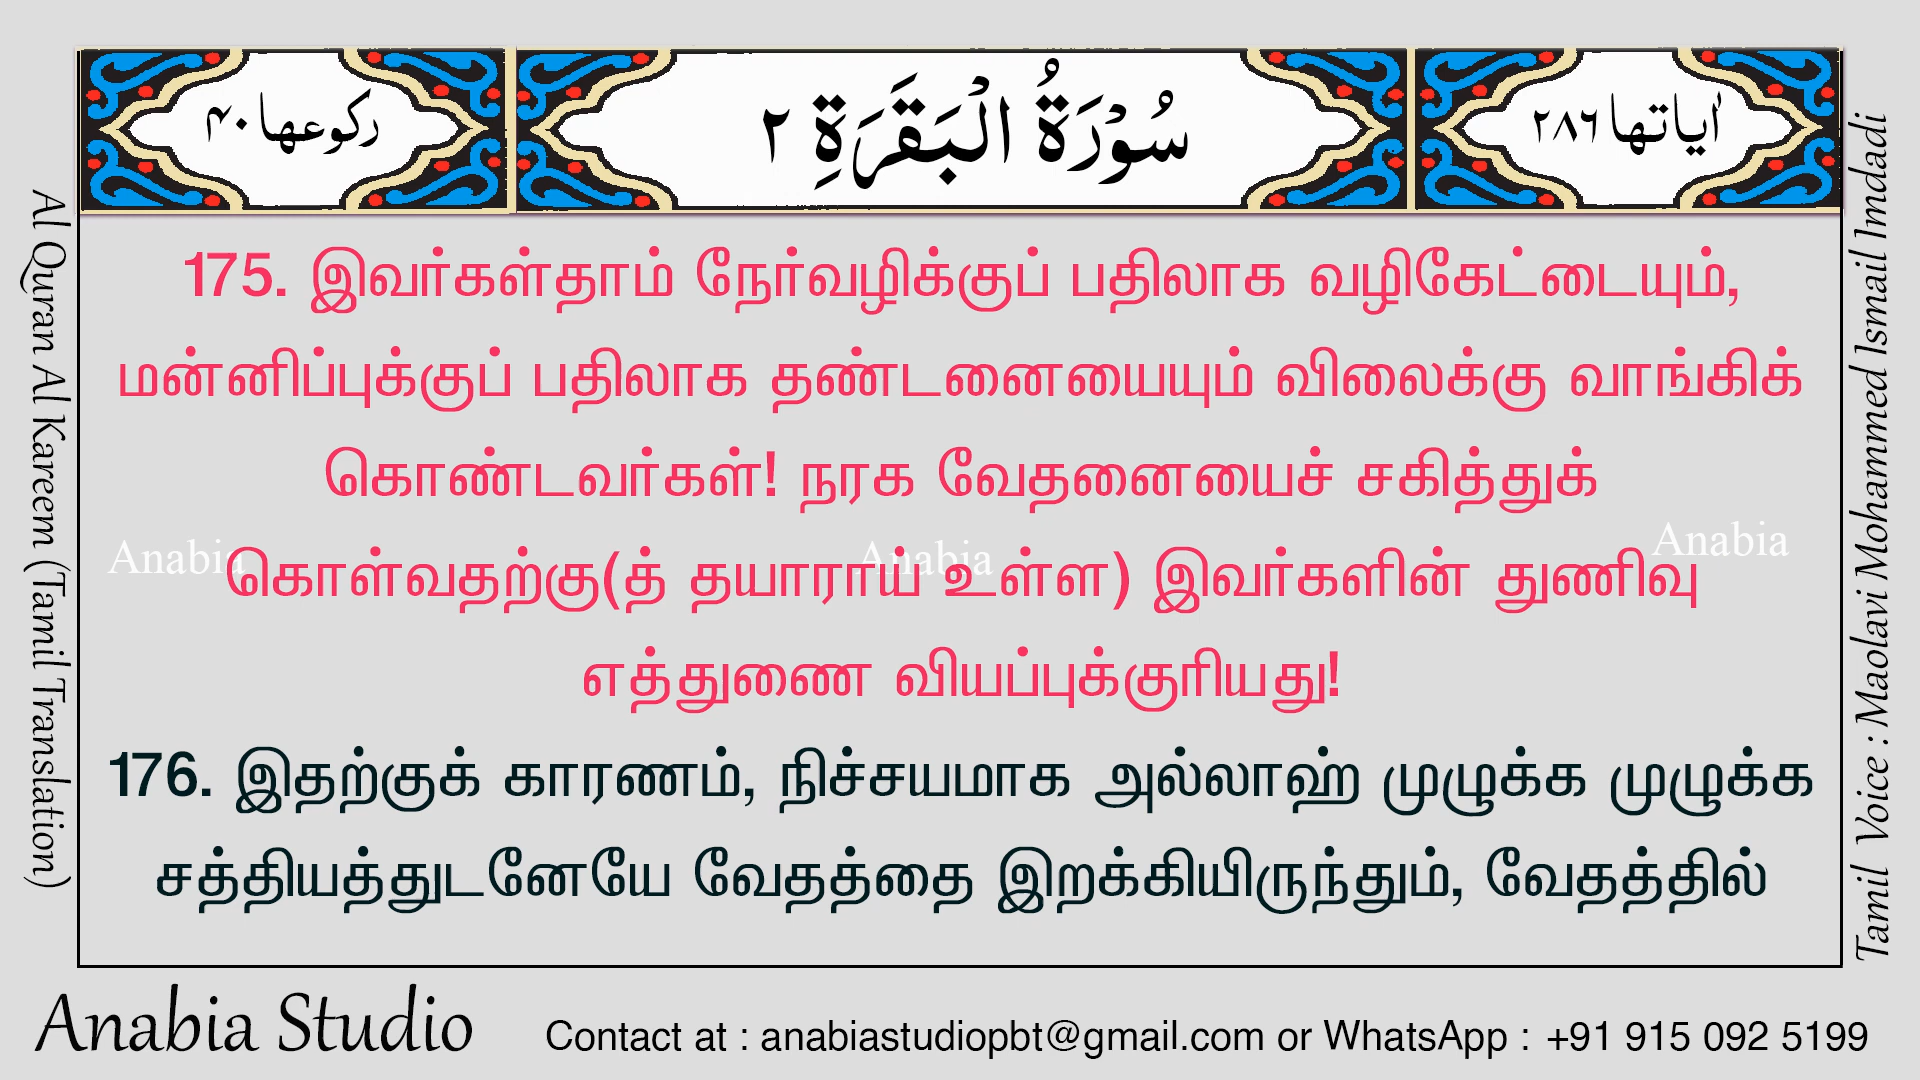 اٰياتها ٢٨٦
سُوْرَةُ الْبَقَرَةِ ٢
ركوعها ٤٠
175. இவர்கள்தாம் நேர்வழிக்குப் பதிலாக வழிகேட்டையும்,
மன்னிப்புக்குப் பதிலாக தண்டனையையும் விலைக்கு வாங்கிக்
கொண்டவர்கள்! நரக வேதனையைச் சகித்துக்
கொள்வதற்கு(த் தயாராய் உள்ள) இவர்களின் துணிவு
எத்துணை வியப்புக்குரியது!
176. இதற்குக் காரணம், நிச்சயமாக அல்லாஹ் முழுக்க முழுக்க
சத்தியத்துடனேயே வேதத்தை இறக்கியிருந்தும், வேதத்தில்
Anabia
Anabia
Anabia
Al Quran Al Kareem (Tamil Translation)
Tamil Voice : Maolavi Mohammed Ismail Imdadi
Anabia Studio
Contact at : anabiastudiopbt@gmail.com or WhatsApp : +91 915 092 5199